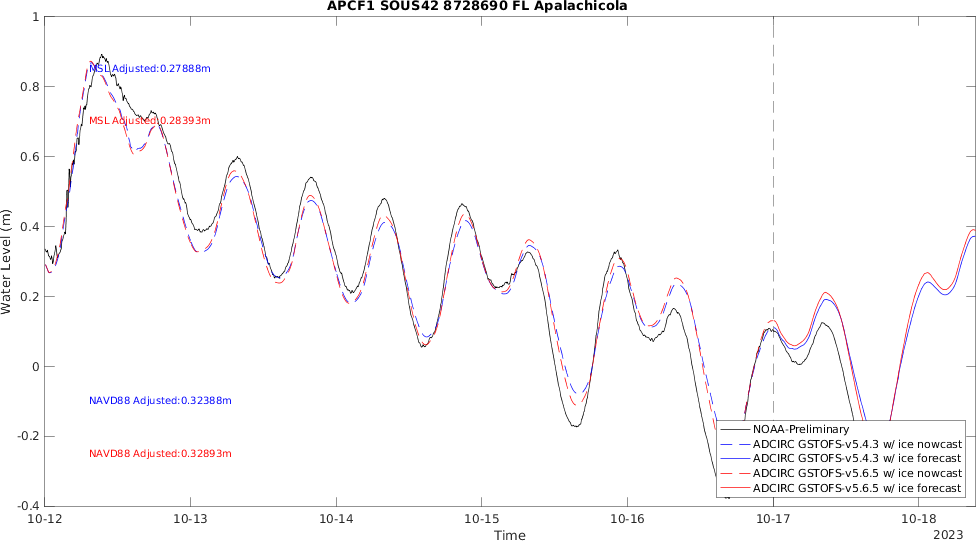 APCF1 SOUS42 8728690 FL Apalachicola
1
0.8
0.6
0.4
0.2
0
-0.2
-0.4
Water Level (m)
MSL Adjusted:0.27888m
MSL Adjusted:0.28393m
NAVD88 Adjusted:0.32388m
NAVD88 Adjusted:0.32893m
NOAA-Preliminary
ADCIRC GSTOFS-v5.4.3 w/ ice nowcast
ADCIRC GSTOFS-v5.4.3 w/ ice forecast
ADCIRC GSTOFS-v5.6.5 w/ ice nowcast
ADCIRC GSTOFS-v5.6.5 w/ ice forecast
10-12 10-13 10-14 10-15 10-16 10-17 10-18
Time
2023